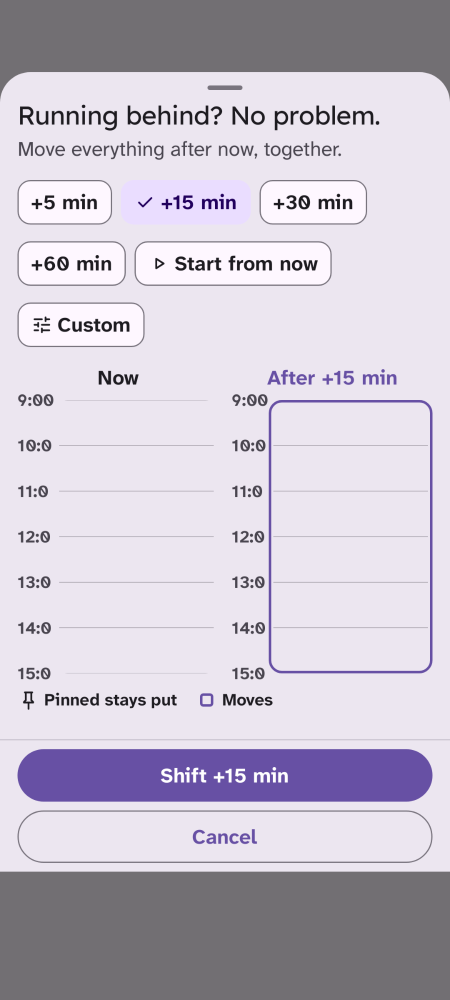 Running behind? No problem.
Move everything after now, together.
+5 min
+15 min
+30 min
+60 min
Start from now
Custom
Now
After +15 min
9:00
9:00
10:0
10:0
11:0
11:0
12:0
12:0
13:0
13:0
14:0
14:0
15:0
15:0
Pinned stays put
Moves
Shift +15 min
Cancel